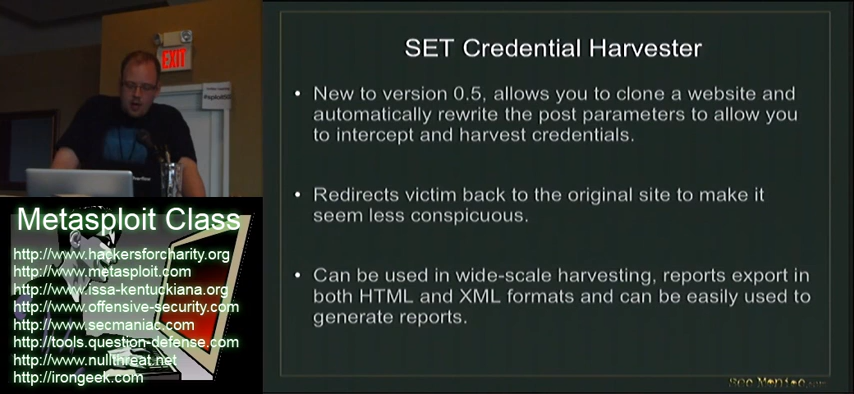 EXIT
SET Credential Harvester
• New to version 0.5, allows you to clone a website and
automatically rewrite the post parameters to allow you
to intercept and harvest credentials.
• Redirects victim back to the original site to make it
seem less conspicuous.
• Can be used in wide-scale harvesting, reports export in
both HTML and XML formats and can be easily used to
generate reports.
Metasploit Class
http://www.hackersforcharity.org
http://www.metasploit.com
http://www.issa-kentuckiana.org
http://www.offensive-security.com
http://www.secmaniac.com
http://tools.question-defense.com
http://www.nullthreat.net
http://irongeek.com